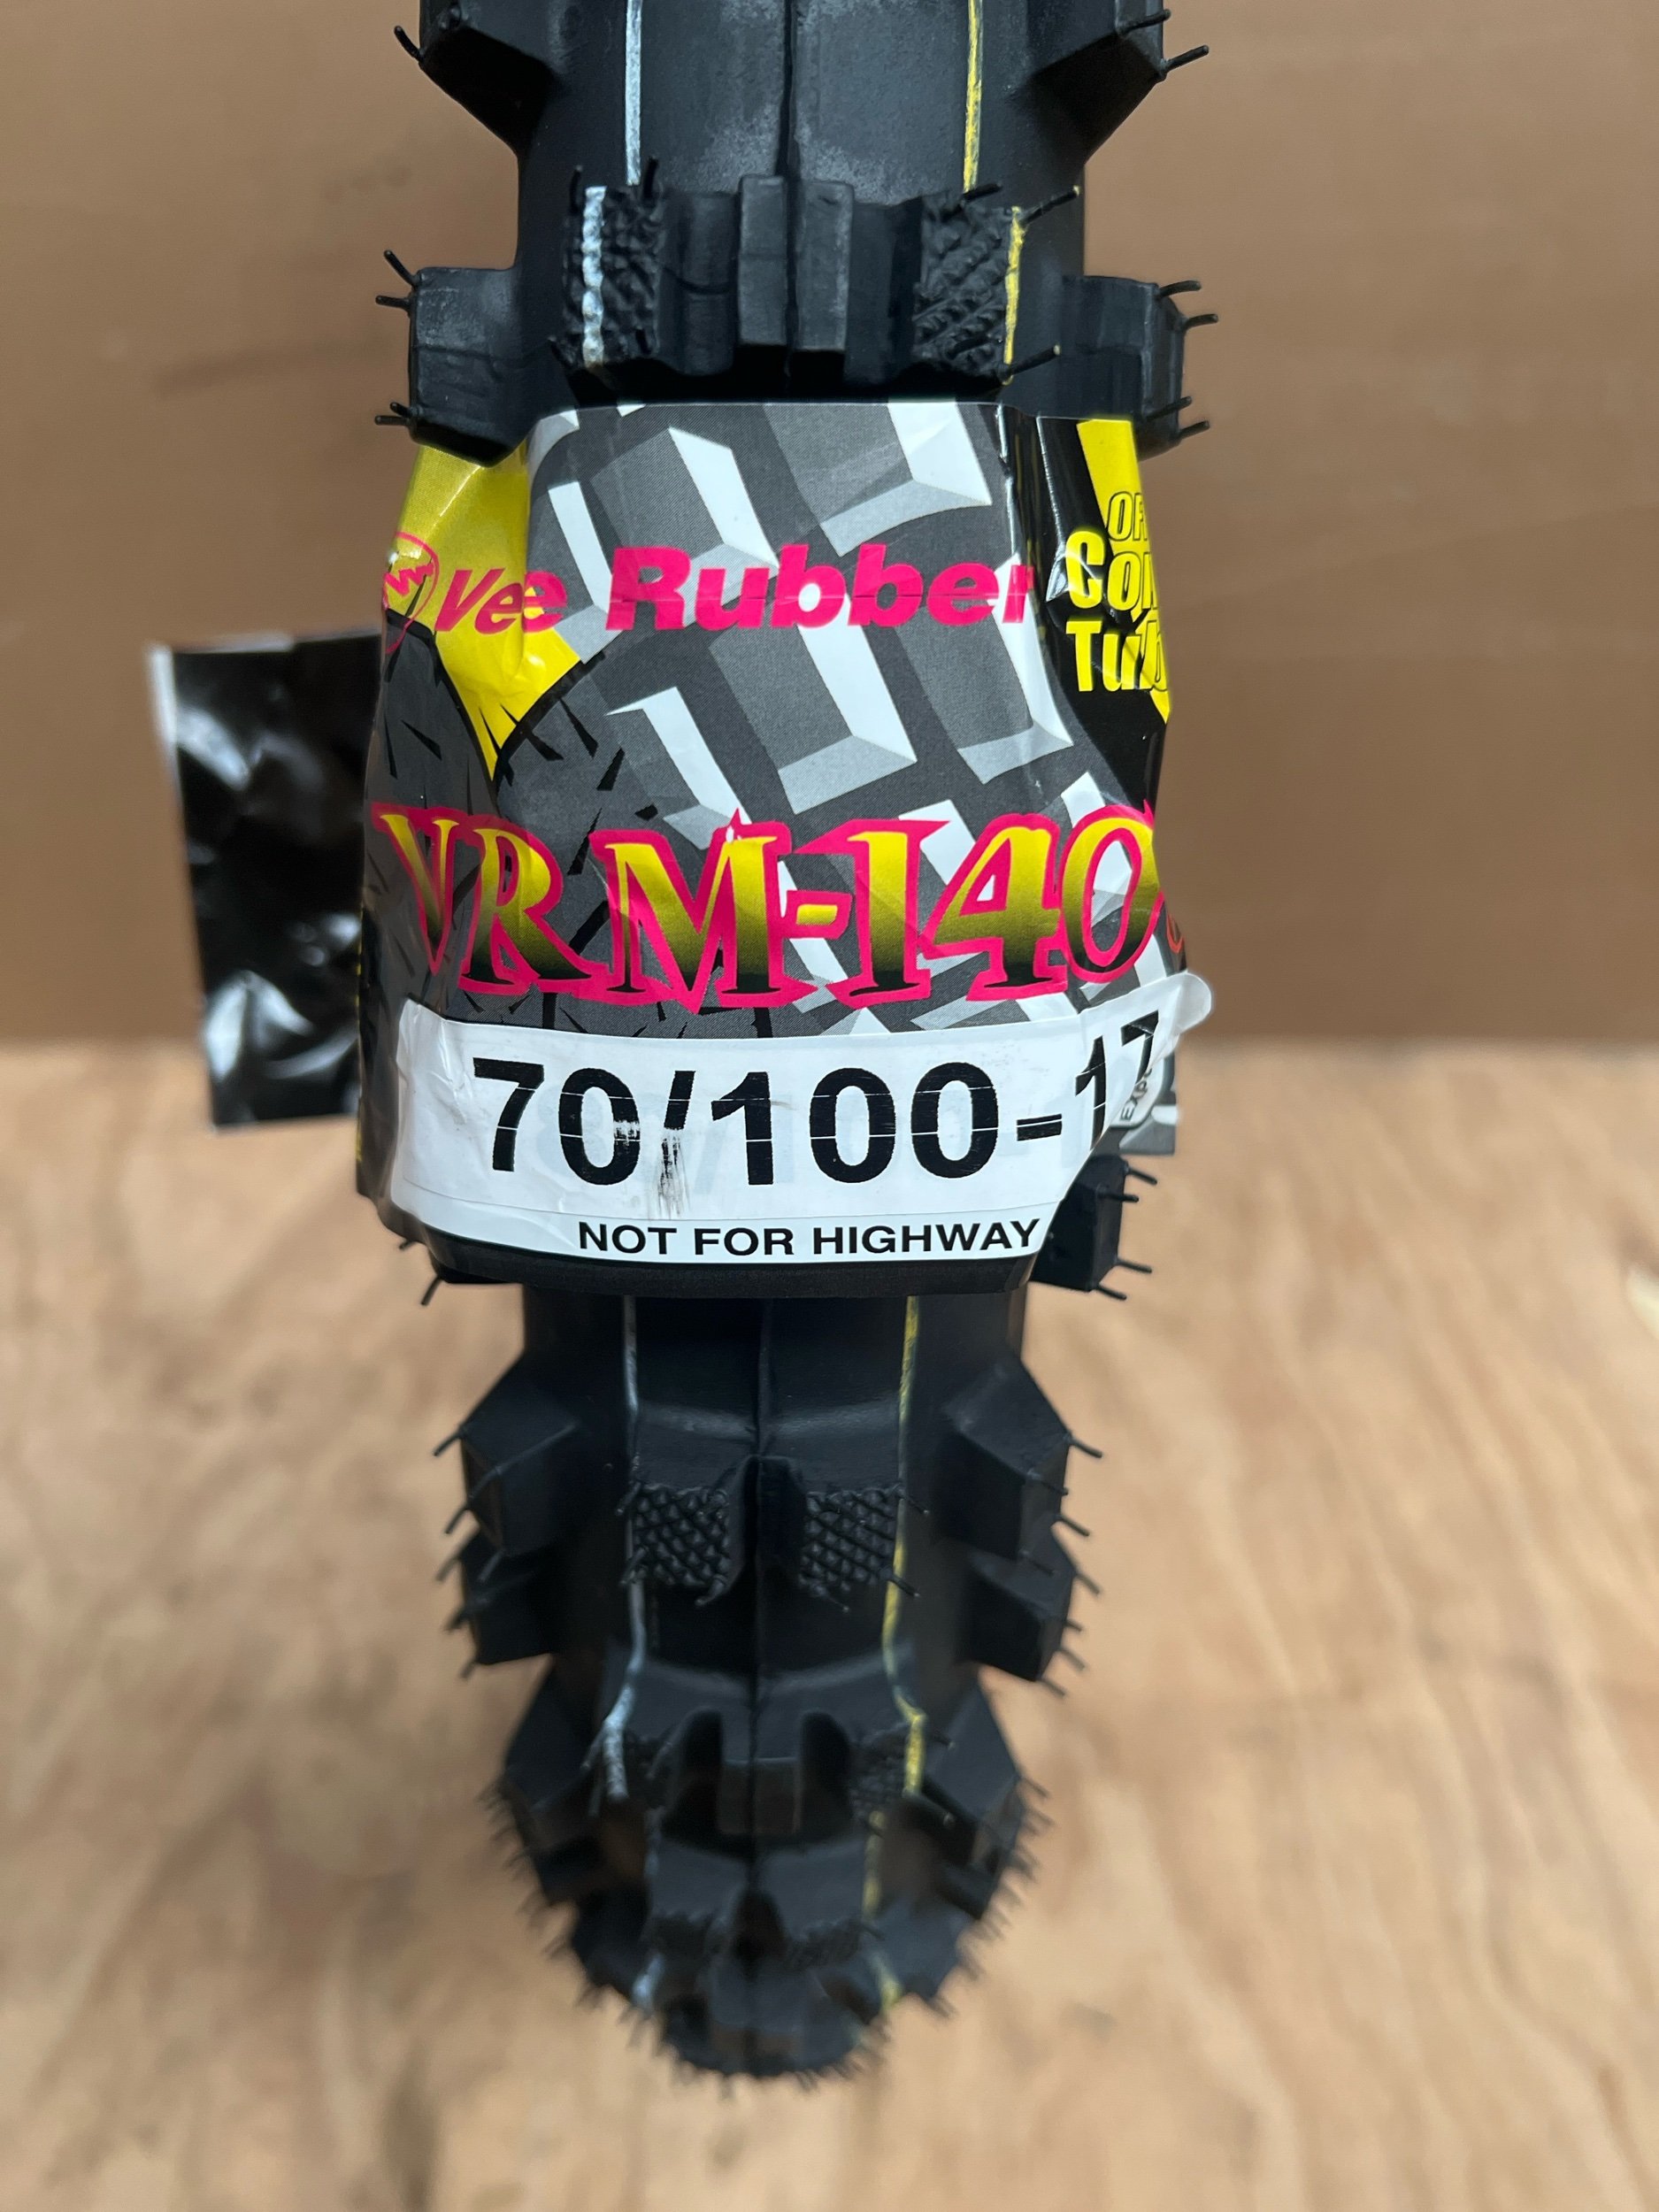 Vee Rubber
VRM-140
70/100-17
NOT FOR HIGHWAY